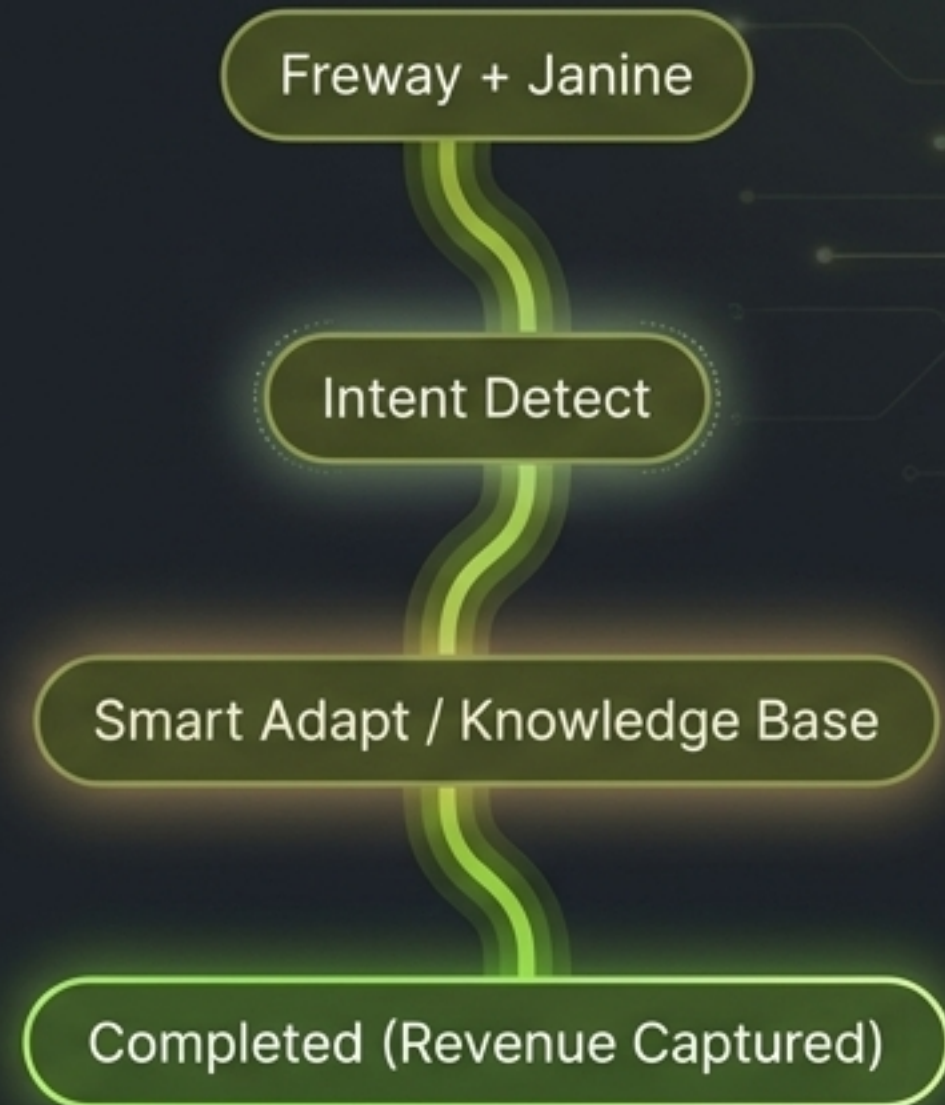 Freway + Janine
Intent Detect
Smart Adapt / Knowledge Base
Completed (Revenue Captured)